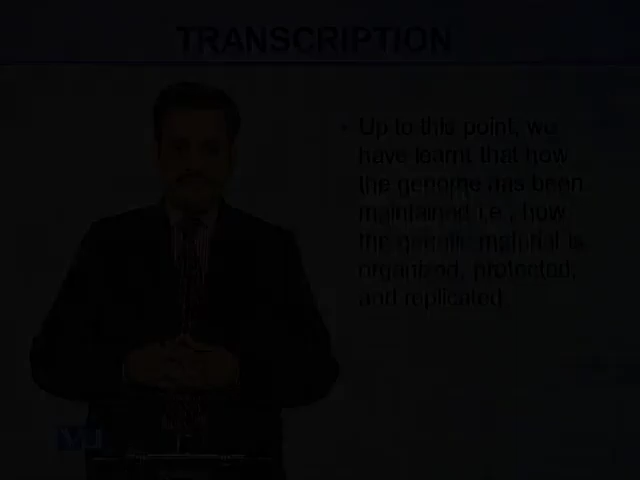 TRANSCRIPTION
• Up to this point, we
have learnt that how
the genome has been
maintained i.e., how
the genetic material is
organized, protected,
and replicated.
VU